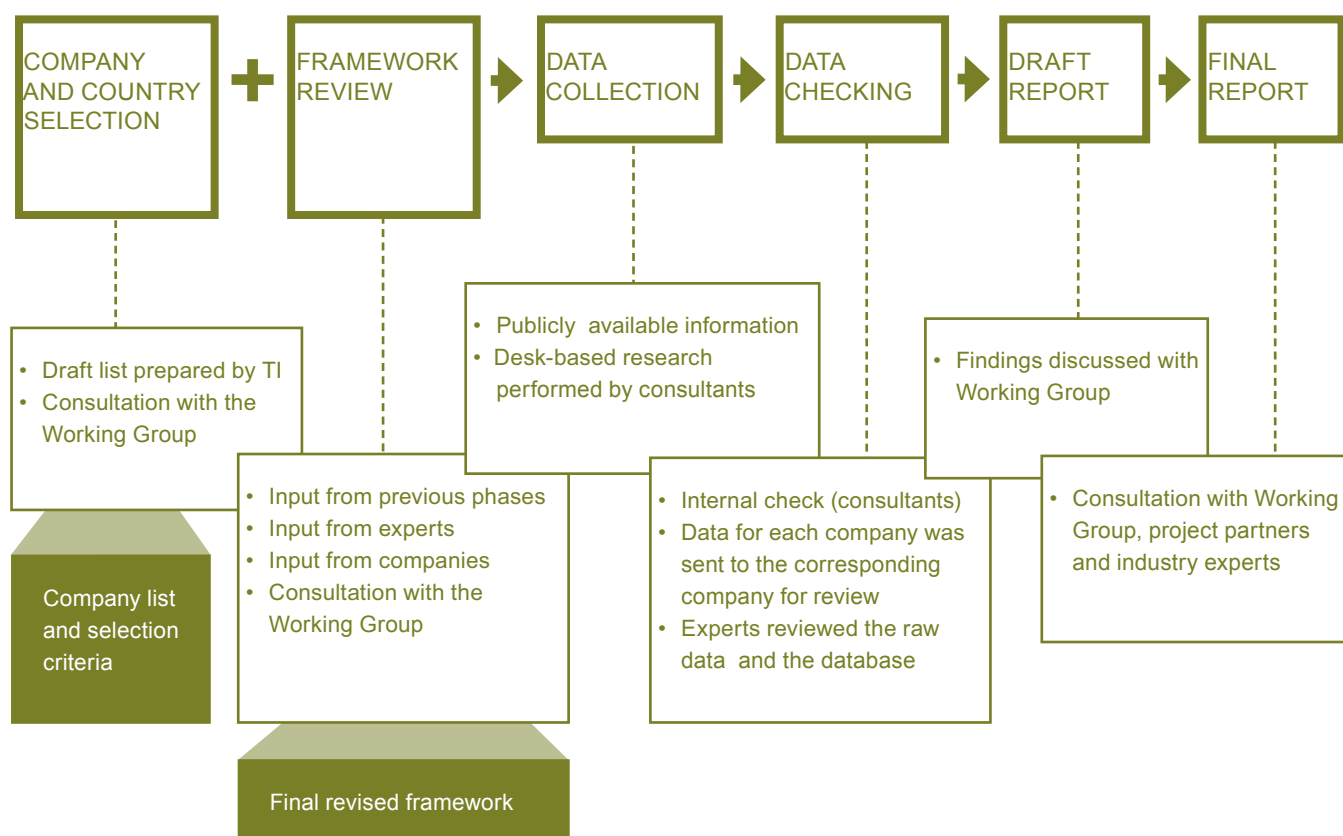 COMPANY
AND COUNTRY
SELECTION
FRAMEWORK
REVIEW
DATA
COLLECTION
DATA
CHECKING
DRAFT
REPORT
FINAL
REPORT
• Draft list prepared by TI
• Consultation with the
Working Group
Company list
and selection
criteria
• Input from previous phases
• Input from experts
• Input from companies
• Consultation with the
Working Group
Final revised framework
• Publicly available information
• Desk-based research
performed by consultants
• Internal check (consultants)
• Data for each company was
sent to the corresponding
company for review
• Experts reviewed the raw
data and the database
• Findings discussed with
Working Group
• Consultation with Working
Group, project partners
and industry experts